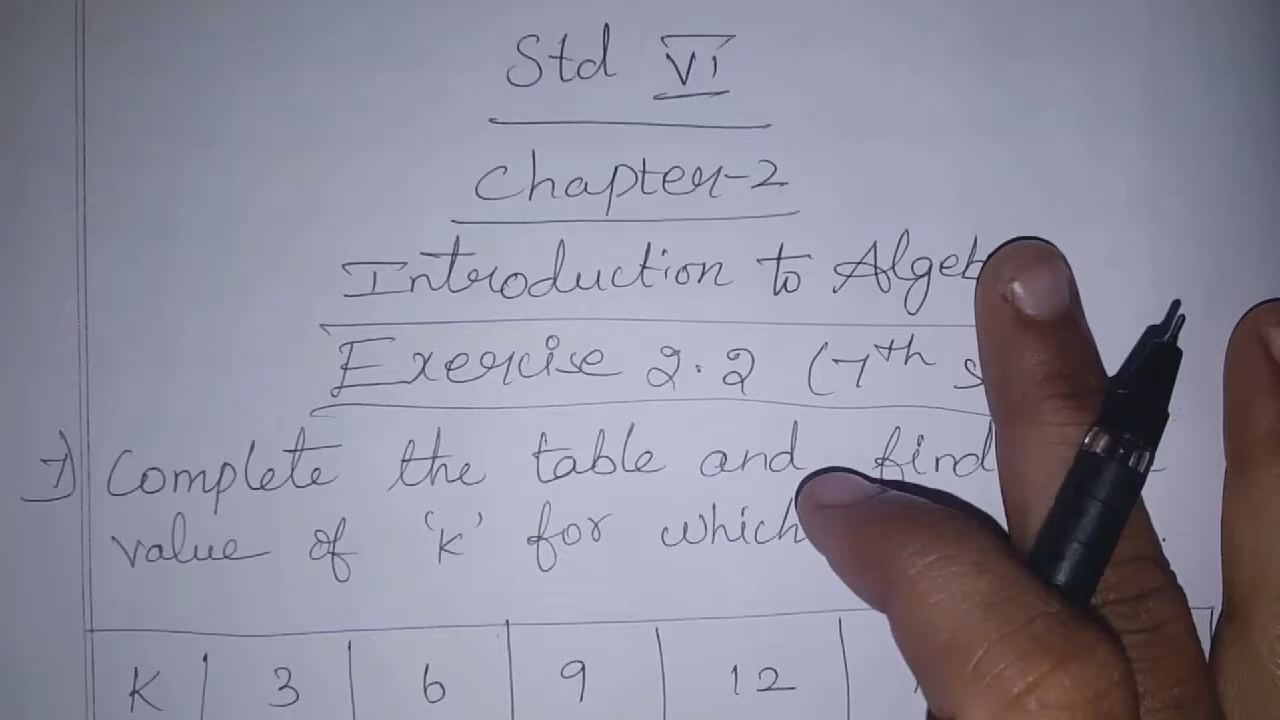 Std VI
Chapter-2
Introduction to
Exercise 2.2 (7th
7) Complete the table and find
value of 'k' for which
K 3 6 9 12